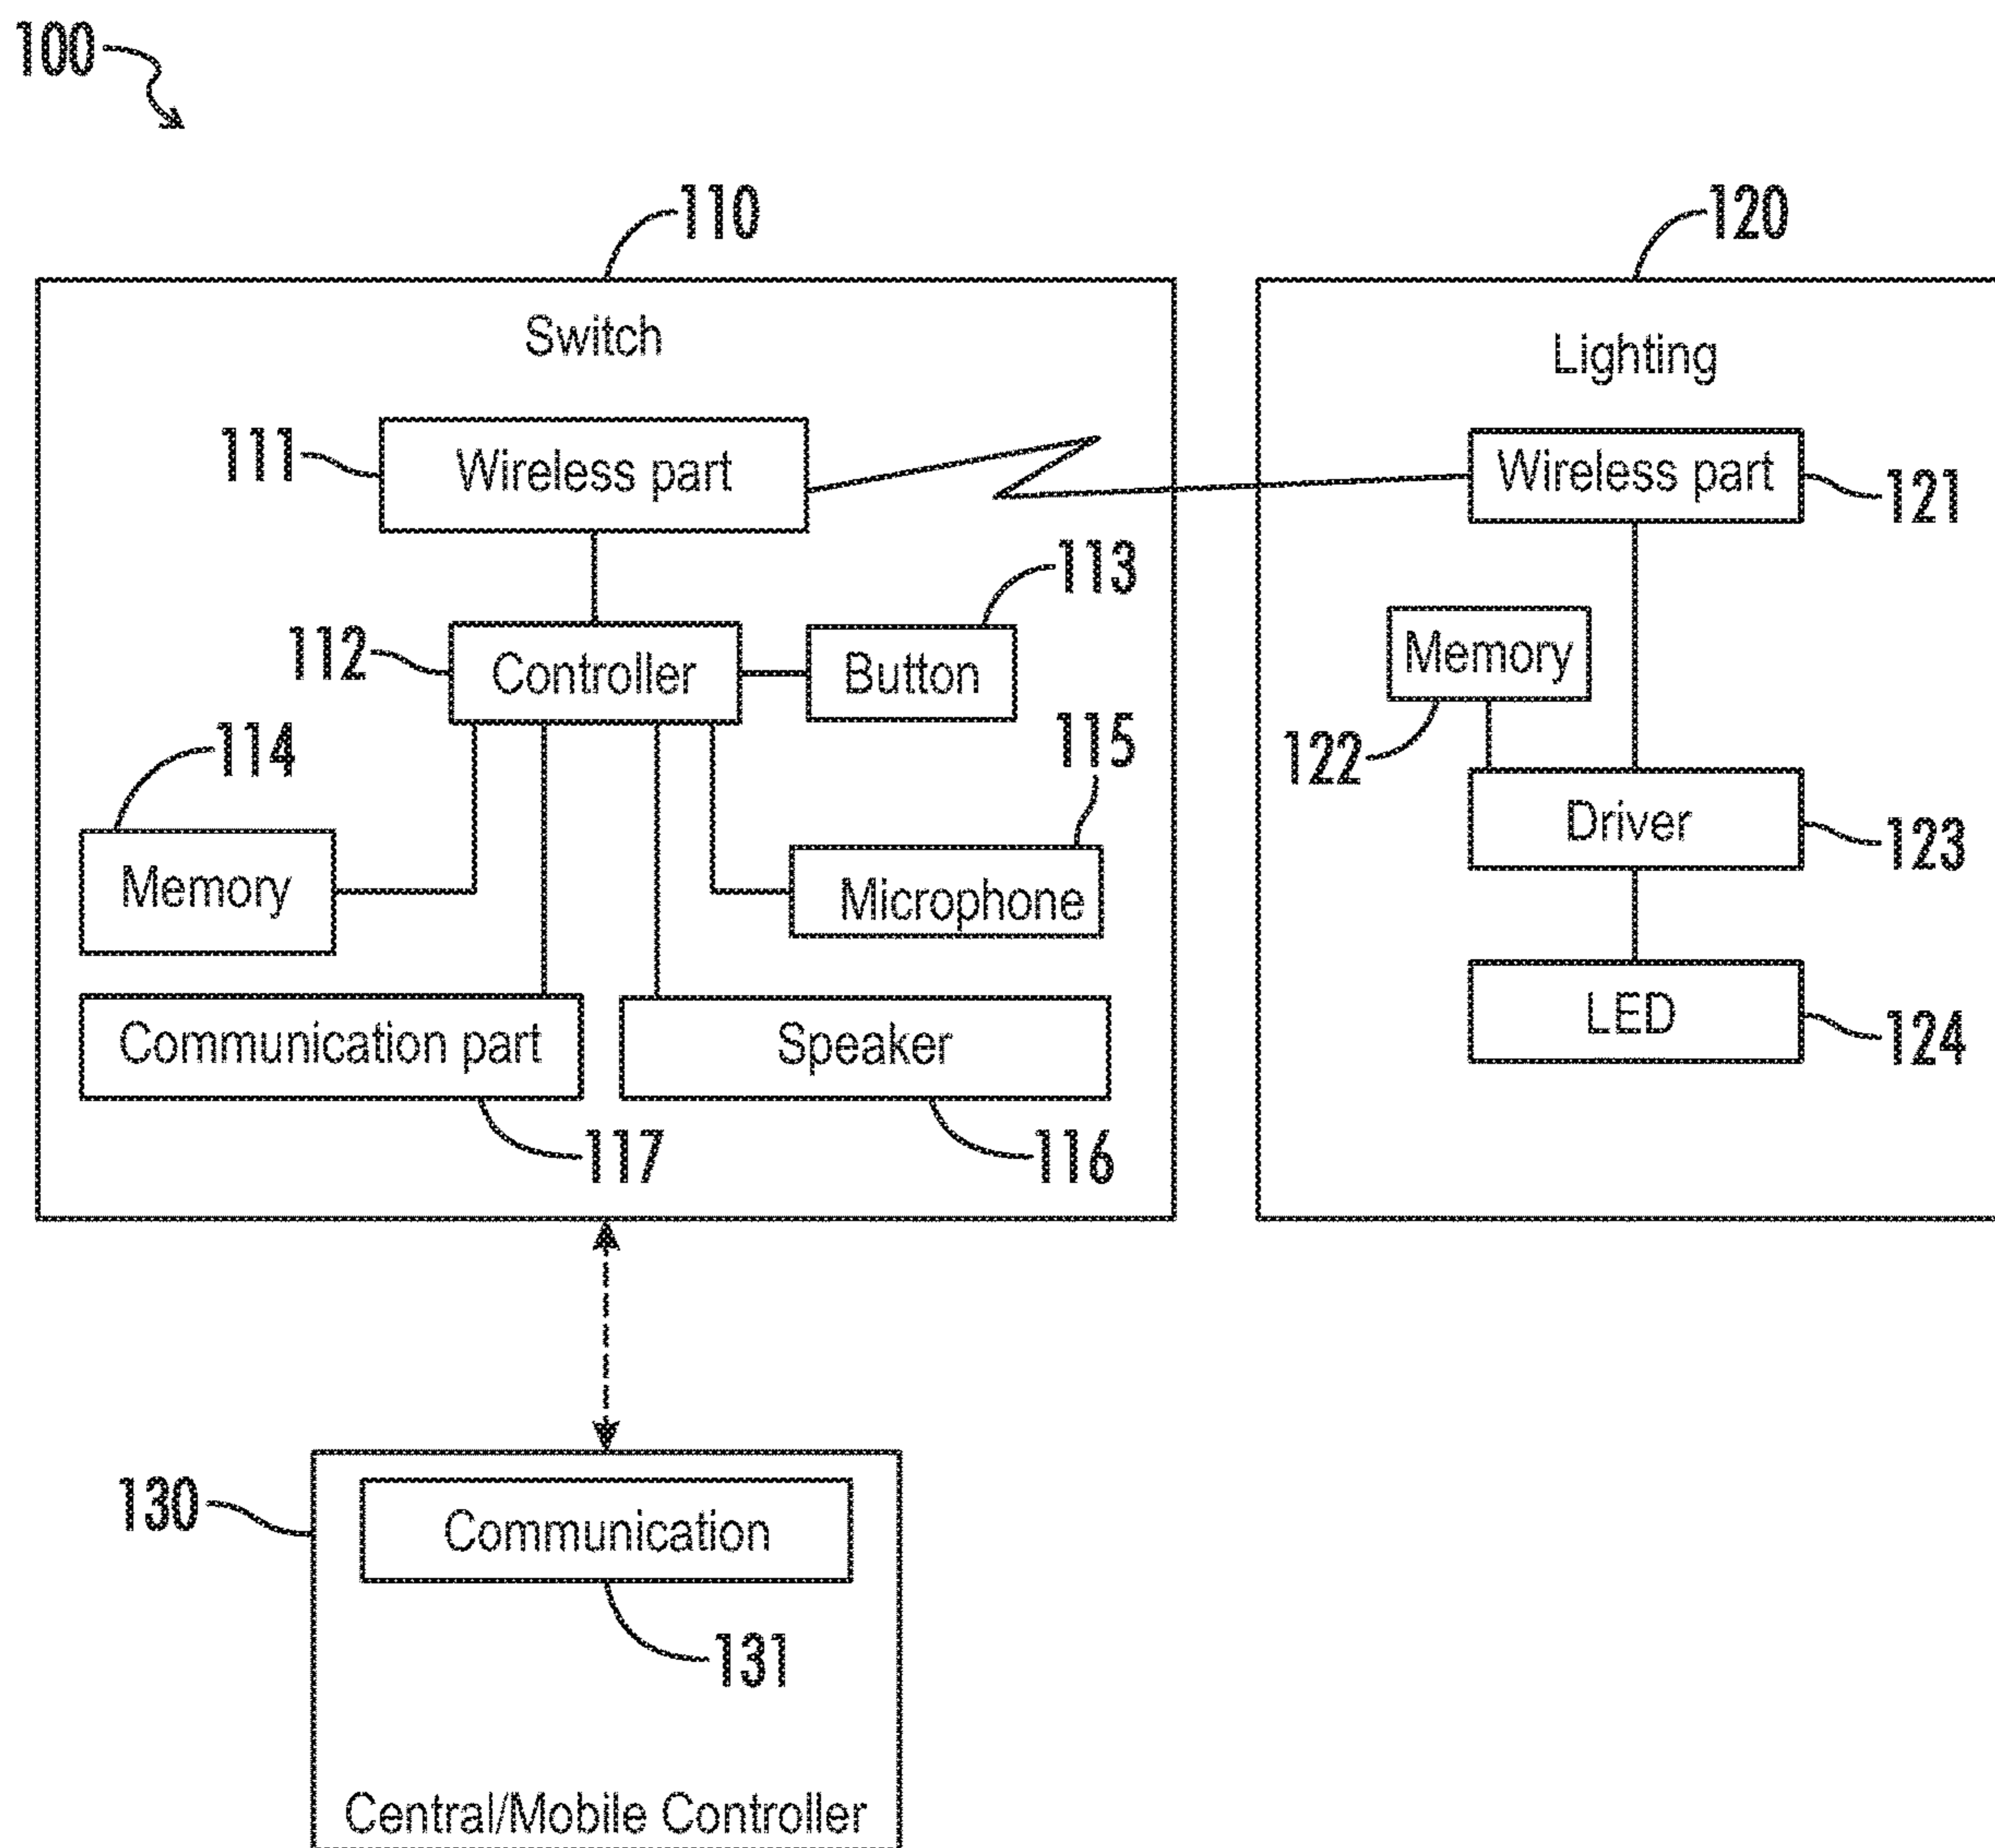 100
110
120
Switch
Lighting
111
Wireless part
Wireless part
121
113
112
Controller
Button
Memory
122
114
115
Memory
Microphone
Driver
123
Communication part
Speaker
LED
124
117
116
130
Communication
131
Central/Mobile Controller